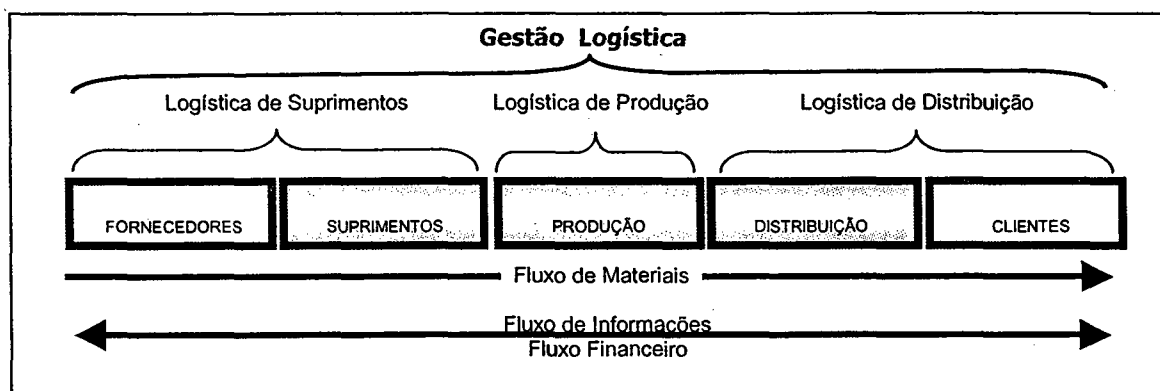 Gestão Logística
Logística de Suprimentos Logística de Produção Logística de Distribuição
FORNECEDORES SUPRIMENTOS PRODUÇÃO DISTRIBUIÇÃO CLIENTES
Fluxo de Materiais
Fluxo de Informações
Fluxo Financeiro